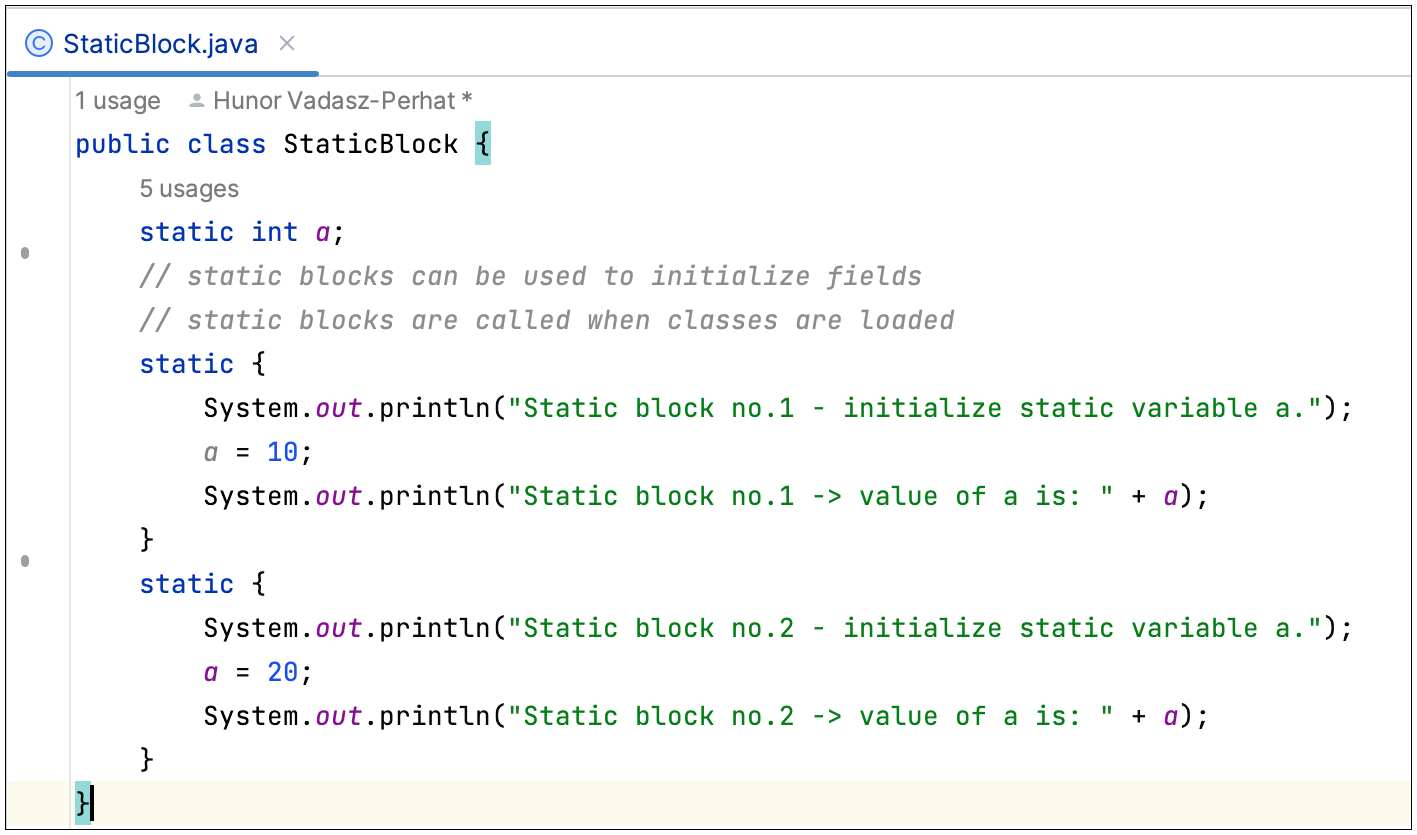 StaticBlock.java
1 usage Hunor Vadasz-Perhat *
public class StaticBlock {
5 usages
static int a;
// static blocks can be used to initialize fields
// static blocks are called when classes are loaded
static {
System.out.println("Static block no.1 - initialize static variable a.");
a = 10;
System.out.println("Static block no.1 -> value of a is: " + a);
}
static {
System.out.println("Static block no.2 - initialize static variable a.");
a = 20;
System.out.println("Static block no.2 -> value of a is: " + a);
}
}